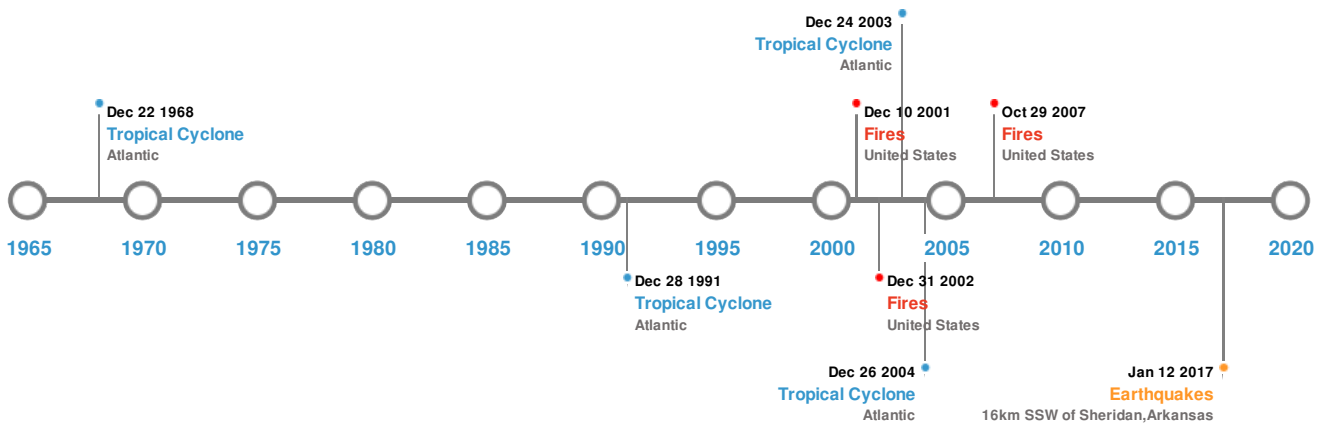 Dec 24 2003
Tropical Cyclone
Atlantic
Dec 22 1968
Tropical Cyclone
Atlantic
Dec 10 2001
Fires
United States
Oct 29 2007
Fires
United States
1965 1970 1975 1980 1985 1990 1995 2000 2005 2010 2015 2020
Dec 28 1991
Tropical Cyclone
Atlantic
Dec 31 2002
Fires
United States
Dec 26 2004
Tropical Cyclone
Atlantic
Jan 12 2017
Earthquakes
16km SSW of Sheridan,Arkansas